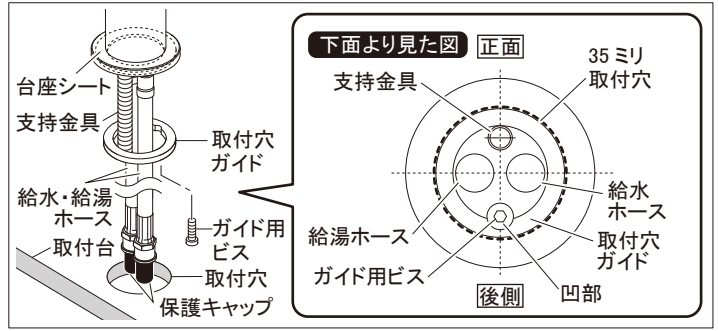 台座シート
支持金具
取付穴
ガイド
給水・給湯
ホース
ガイド用
ビス
取付台
取付穴
保護キャップ
下面より見た図
正面
35ミリ
取付穴
支持金具
給湯ホース
給水
ホース
ガイド用ビス
取付穴
ガイド
後側
凹部